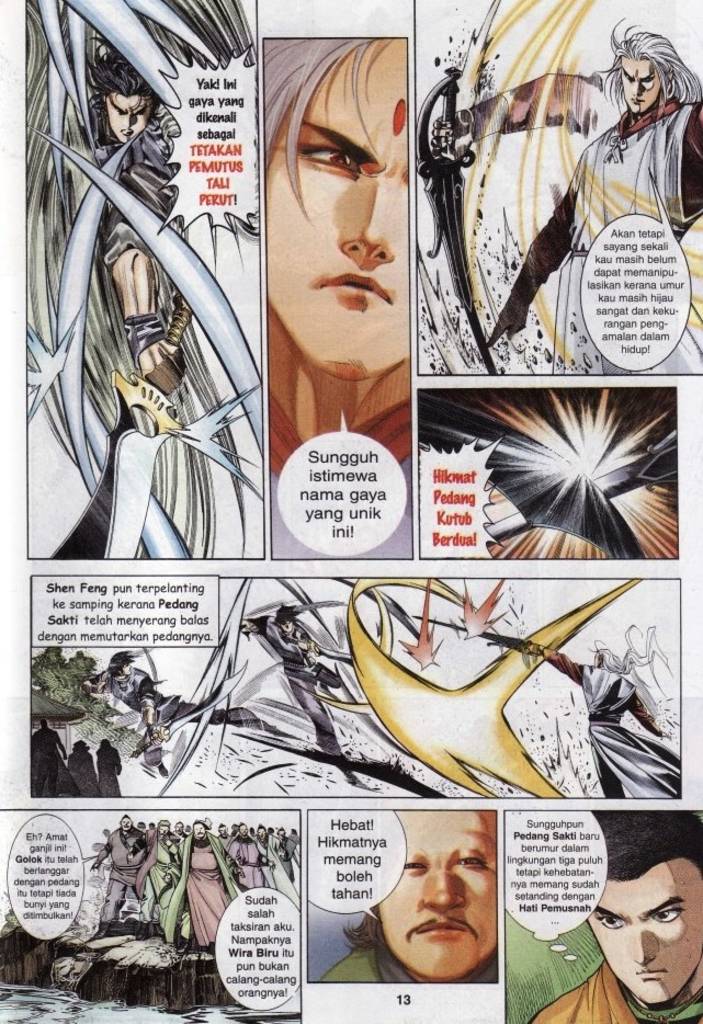 Yak! Ini
gaya yang
dikenali
sebagai
TETAKAN
PEMUTUS
TALI
PERUT!
Sungguh
istimewa
nama gaya
yang unik
ini!
Akan tetapi
sayang sekali
kau masih belum
dapat memanipu-
lasikan kerana umur
kau masih hijau
sangat dan keku-
rangan peng-
amalan dalam
hidup!
Hikmat
Pedang
Kutub
Berdua!
Shen Feng pun terpelanting
ke samping kerana Pedang
Sakti telah menyerang balas
dengan memutarkan pedangnya.
Eh? Amat
ganjil ini!
Golok itu telah
berlanggar
dengan pedang
itu tetapi tiada
bunyi yang
ditimbulkan!
Sudah
salah
taksiran aku.
Nampaknya
Wira Biru itu
pun bukan
calang-calang
orangnya!
Hebat!
Hikmatnya
memang
boleh
tahan!
Sungguhpun
Pedang Sakti baru
berumur dalam
lingkungan tiga puluh
tetapi kehebatan-
nya memang sudah
setanding dengan
Hati Pemusnah
...
13